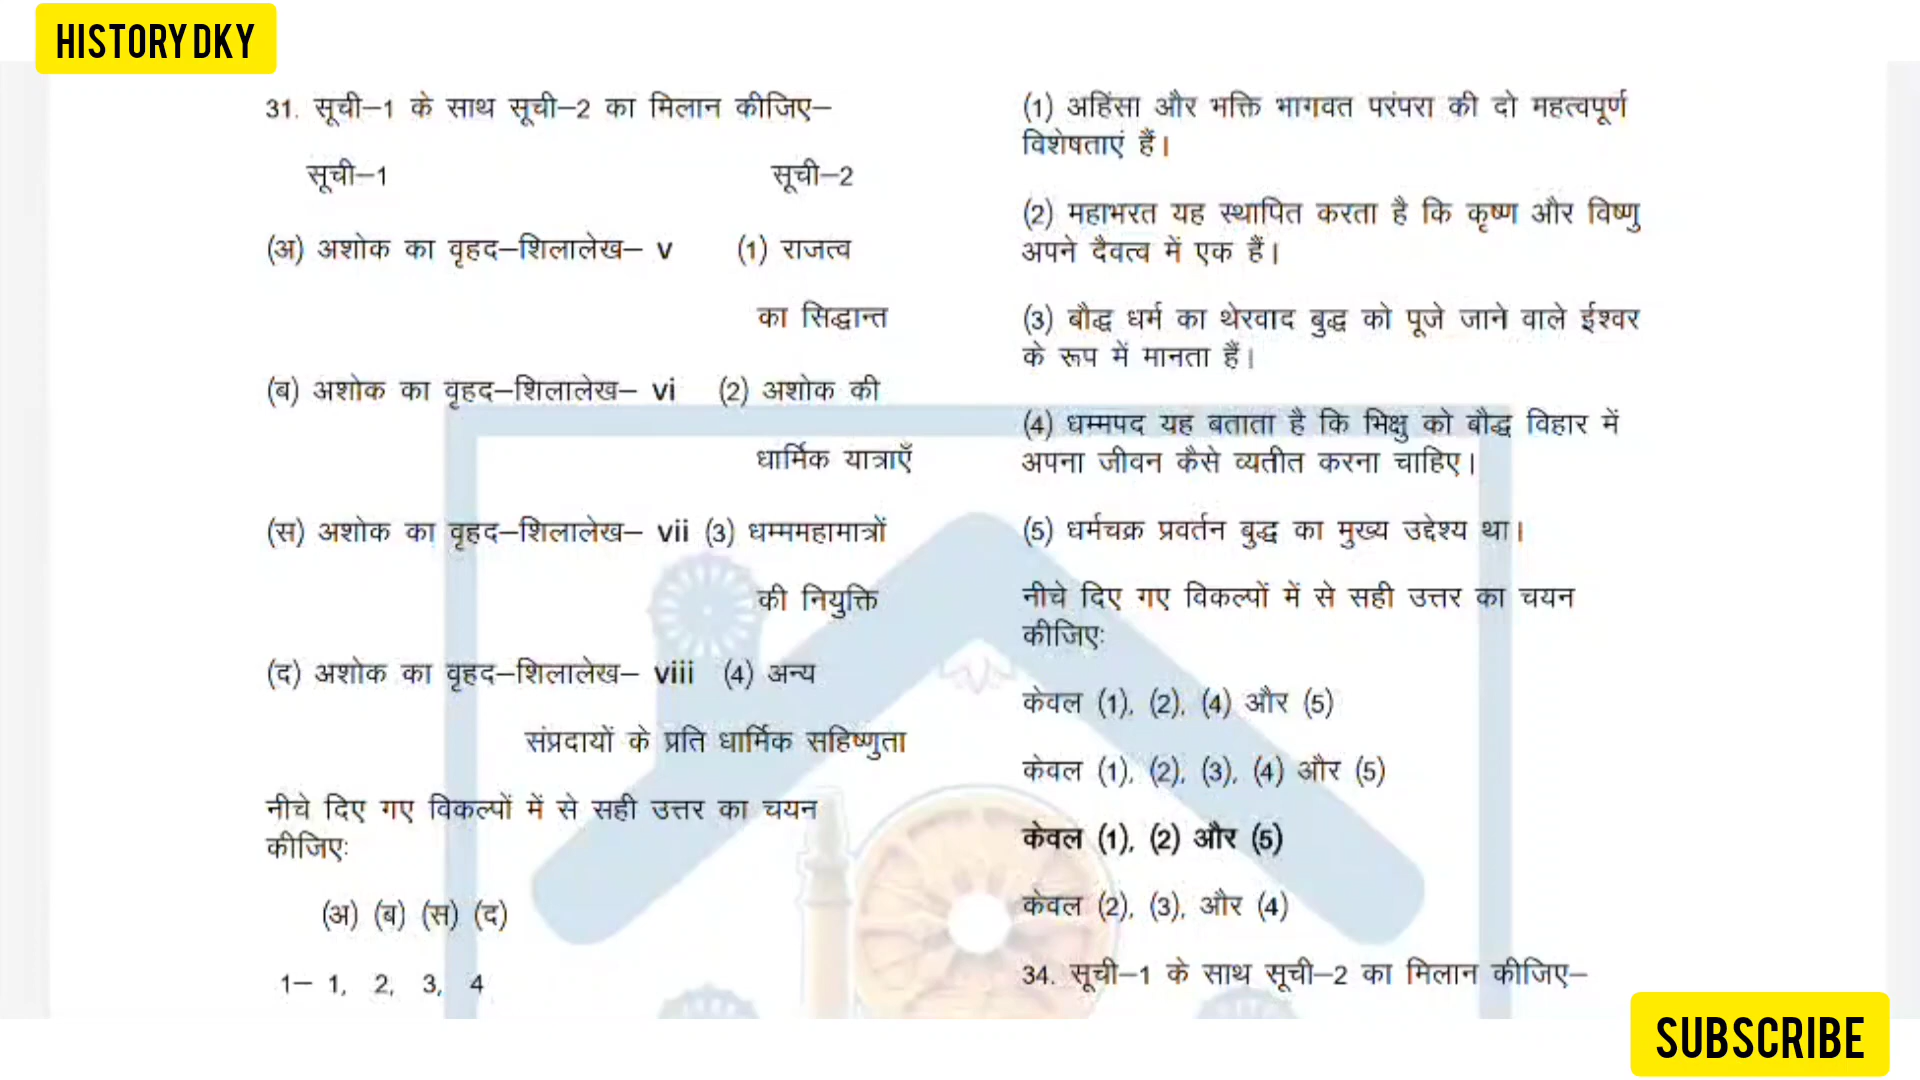 HISTORY DKY
31. सूची–1 के साथ सूची–2 का मिलान कीजिए–
सूची–1 सूची–2
(अ) अशोक का वृहद–शिलालेख– v (1) राजत्व
का सिद्धान्त
(ब) अशोक का वृहद–शिलालेख– vi (2) अशोक की
धार्मिक यात्राएँ
(स) अशोक का वृहद–शिलालेख– vii (3) धम्ममहामात्रों
की नियुक्ति
(द) अशोक का वृहद–शिलालेख– viii (4) अन्य
संप्रदायों के प्रति धार्मिक सहिष्णुता
नीचे दिए गए विकल्पों में से सही उत्तर का चयन
कीजिए:
(अ) (ब) (स) (द)
1– 1, 2, 3, 4
(1) अहिंसा और भक्ति भागवत परंपरा की दो महत्वपूर्ण
विशेषताएं हैं।
(2) महाभरत यह स्थापित करता है कि कृष्ण और विष्णु
अपने दैवत्व में एक हैं।
(3) बौद्ध धर्म का थेरवाद बुद्ध को पूजे जाने वाले ईश्वर
के रूप में मानता हैं।
(4) धम्मपद यह बताता है कि भिक्षु को बौद्ध विहार में
अपना जीवन कैसे व्यतीत करना चाहिए।
(5) धर्मचक्र प्रवर्तन बुद्ध का मुख्य उद्देश्य था।
नीचे दिए गए विकल्पों में से सही उत्तर का चयन
कीजिए:
केवल (1), (2), (4) और (5)
केवल (1), (2), (3), (4) और (5)
केवल (1), (2) और (5)
केवल (2), (3), और (4)
34. सूची–1 के साथ सूची–2 का मिलान कीजिए–
SUBSCRIBE